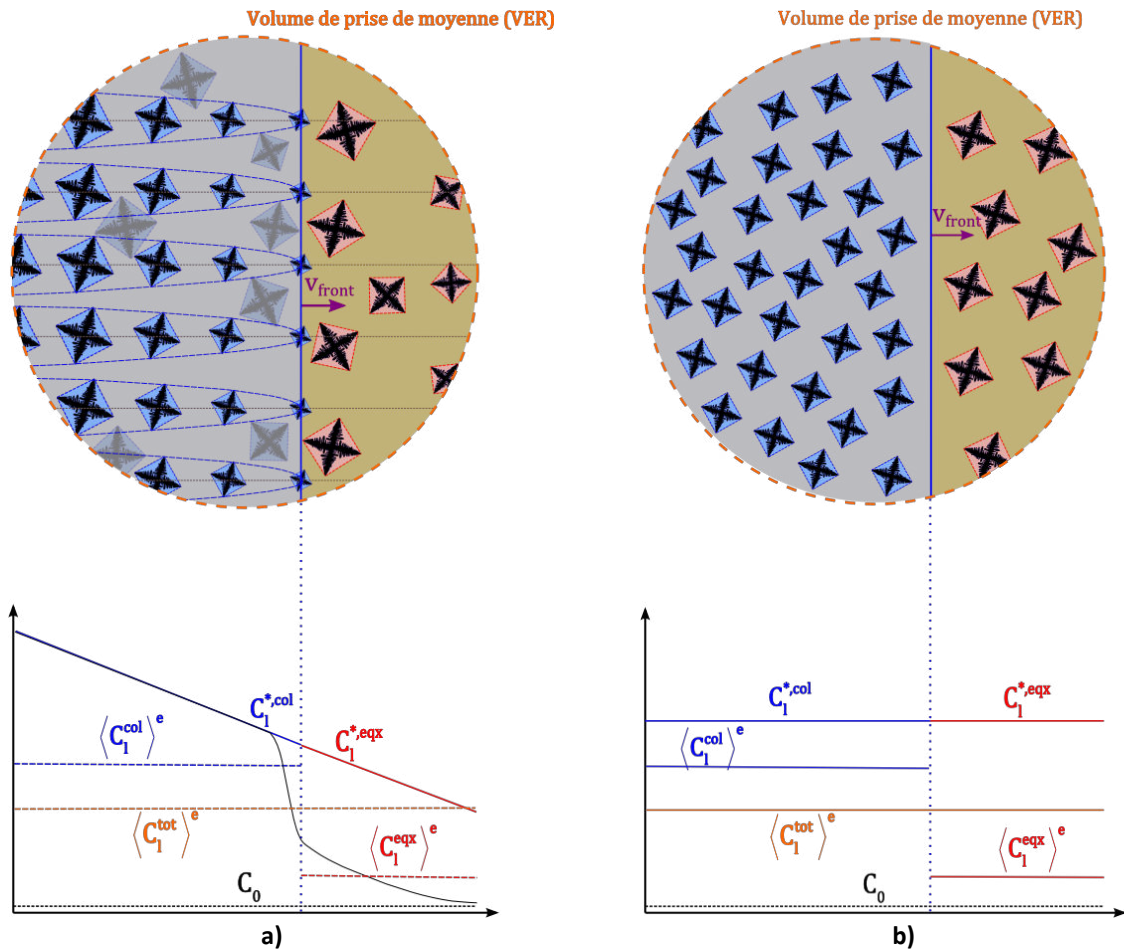 Volume de prise de moyenne (VER)
Volume de prise de moyenne (VER)
v_front
v_front
C_l^{*,col}
⟨C_l^{col}⟩^e
C_l^{*,eqx}
⟨C_l^{tot}⟩^e
⟨C_l^{eqx}⟩^e
C_0
a)
C_l^{*,col}
C_l^{*,eqx}
⟨C_l^{col}⟩^e
⟨C_l^{tot}⟩^e
⟨C_l^{eqx}⟩^e
C_0
b)